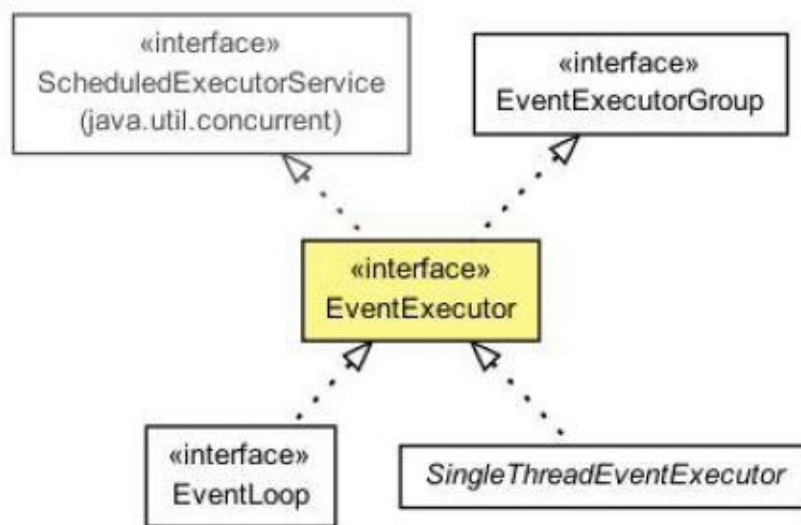 «interface»
ScheduledExecutorService
(java.util.concurrent)
«interface»
EventExecutorGroup
«interface»
EventExecutor
«interface»
EventLoop
SingleThreadEventExecutor